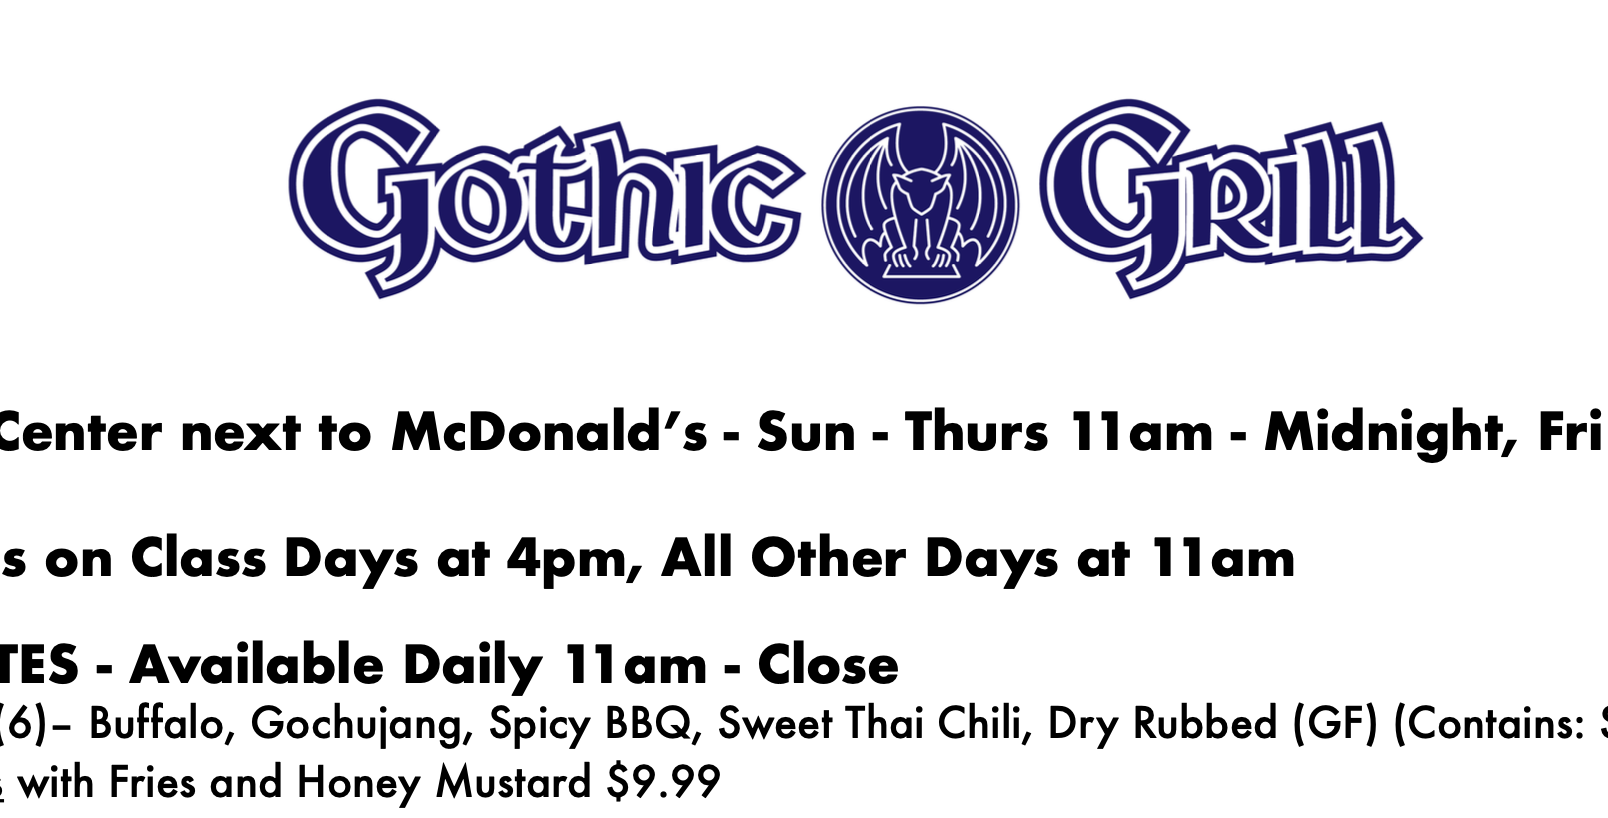 Gothic Grill
Center next to McDonald’s - Sun - Thurs 11am - Midnight, Fri
s on Class Days at 4pm, All Other Days at 11am
TES - Available Daily 11am - Close
(6)– Buffalo, Gochujang, Spicy BBQ, Sweet Thai Chili, Dry Rubbed (GF) (Contains: S
s with Fries and Honey Mustard $9.99